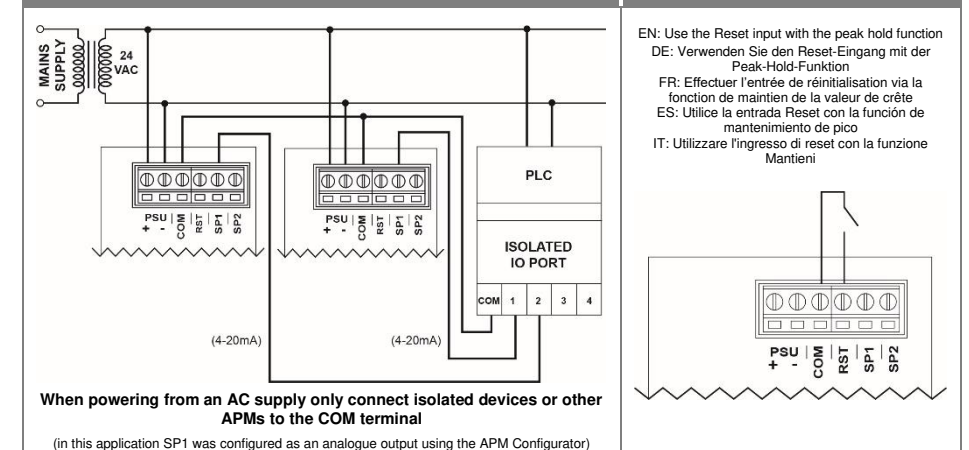 MAINS
SUPPLY
24
VAC
PSU
+ -
COM
RST
SP1
SP2
PSU
+ -
COM
RST
SP1
SP2
PLC
ISOLATED
IO PORT
COM 1 2 3 4
(4-20mA)
(4-20mA)
When powering from an AC supply only connect isolated devices or other
APMs to the COM terminal
(in this application SP1 was configured as an analogue output using the APM Configurator)
EN: Use the Reset input with the peak hold function
DE: Verwenden Sie den Reset-Eingang mit der
Peak-Hold-Funktion
FR: Effectuer l'entrée de réinitialisation via la
fonction de maintien de la valeur de crête
ES: Utilice la entrada Reset con la función de
mantenimiento de pico
IT: Utilizzare l'ingresso di reset con la funzione
Mantieni
PSU
+ -
COM
RST
SP1
SP2